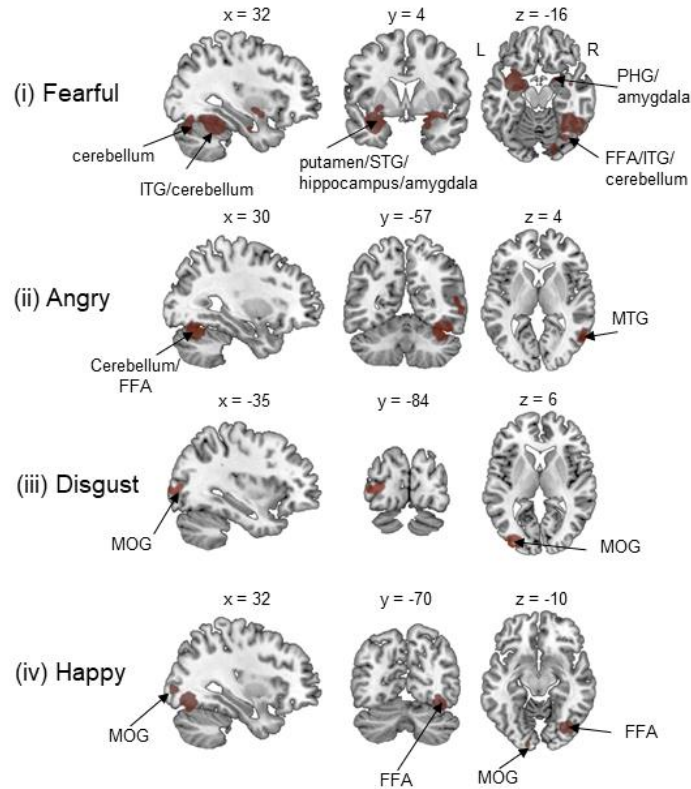 x = 32
y = 4
z = -16
L
R
(i) Fearful
PHG/
amygdala
cerebellum
ITG/cerebellum
putamen/STG/
hippocampus/amygdala
FFA/ITG/
cerebellum
x = 30
y = -57
z = 4
(ii) Angry
MTG
Cerebellum/
FFA
x = -35
y = -84
z = 6
(iii) Disgust
MOG
MOG
x = 32
y = -70
z = -10
(iv) Happy
MOG
FFA
FFA
MOG